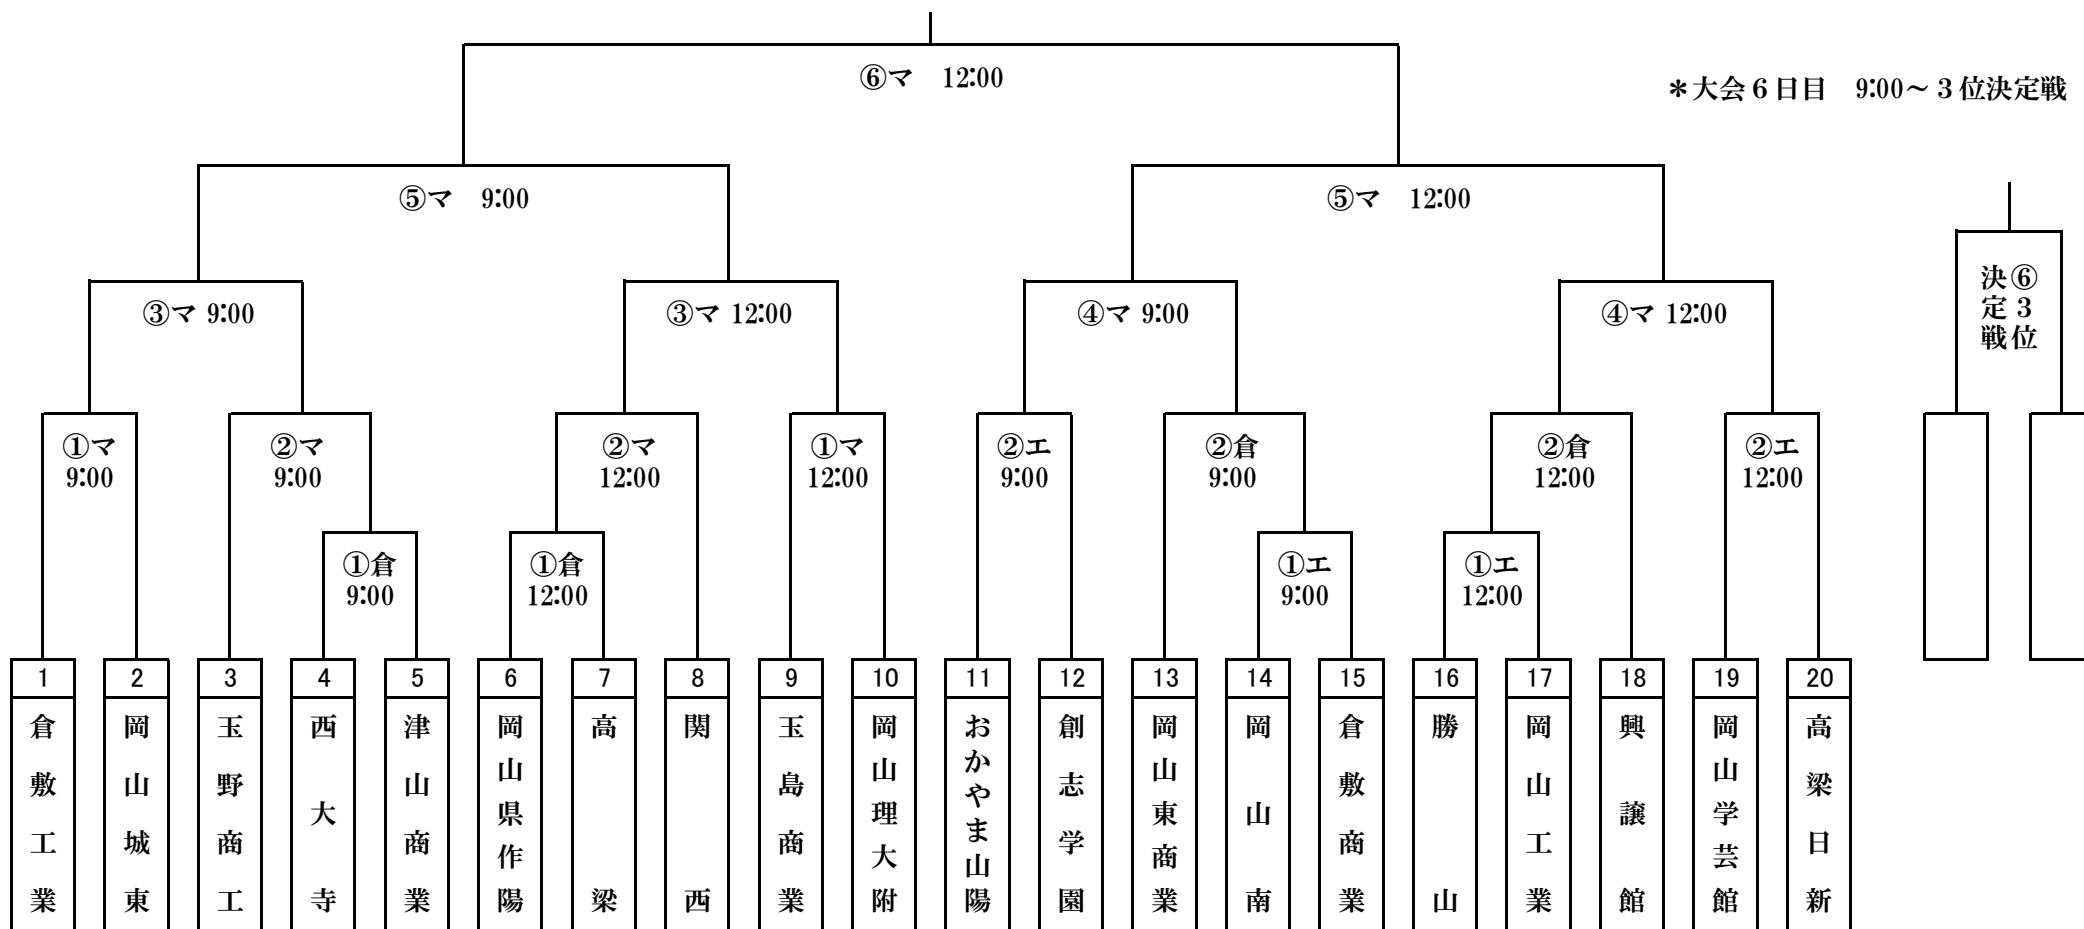 ⑥マ　12:00
＊大会６日目　9:00～３位決定戦
⑤マ　9:00
⑤マ　12:00
⑥３位
決定戦
③マ 9:00
③マ 12:00
④マ 9:00
④マ 12:00
①マ
9:00
②マ
9:00
②マ
12:00
①マ
12:00
②エ
9:00
②倉
9:00
②倉
12:00
②エ
12:00
①倉
9:00
①倉
12:00
①エ
9:00
①エ
12:00
1
倉敷工業
2
岡山城東
3
玉野商工
4
西大寺
5
津山商業
6
岡山県作陽
7
高梁
8
関西
9
玉島商業
10
岡山理大附
11
おかやま山陽
12
創志学園
13
岡山東商業
14
岡山南
15
倉敷商業
16
勝山
17
岡山工業
18
興譲館
19
岡山学芸館
20
高梁日新